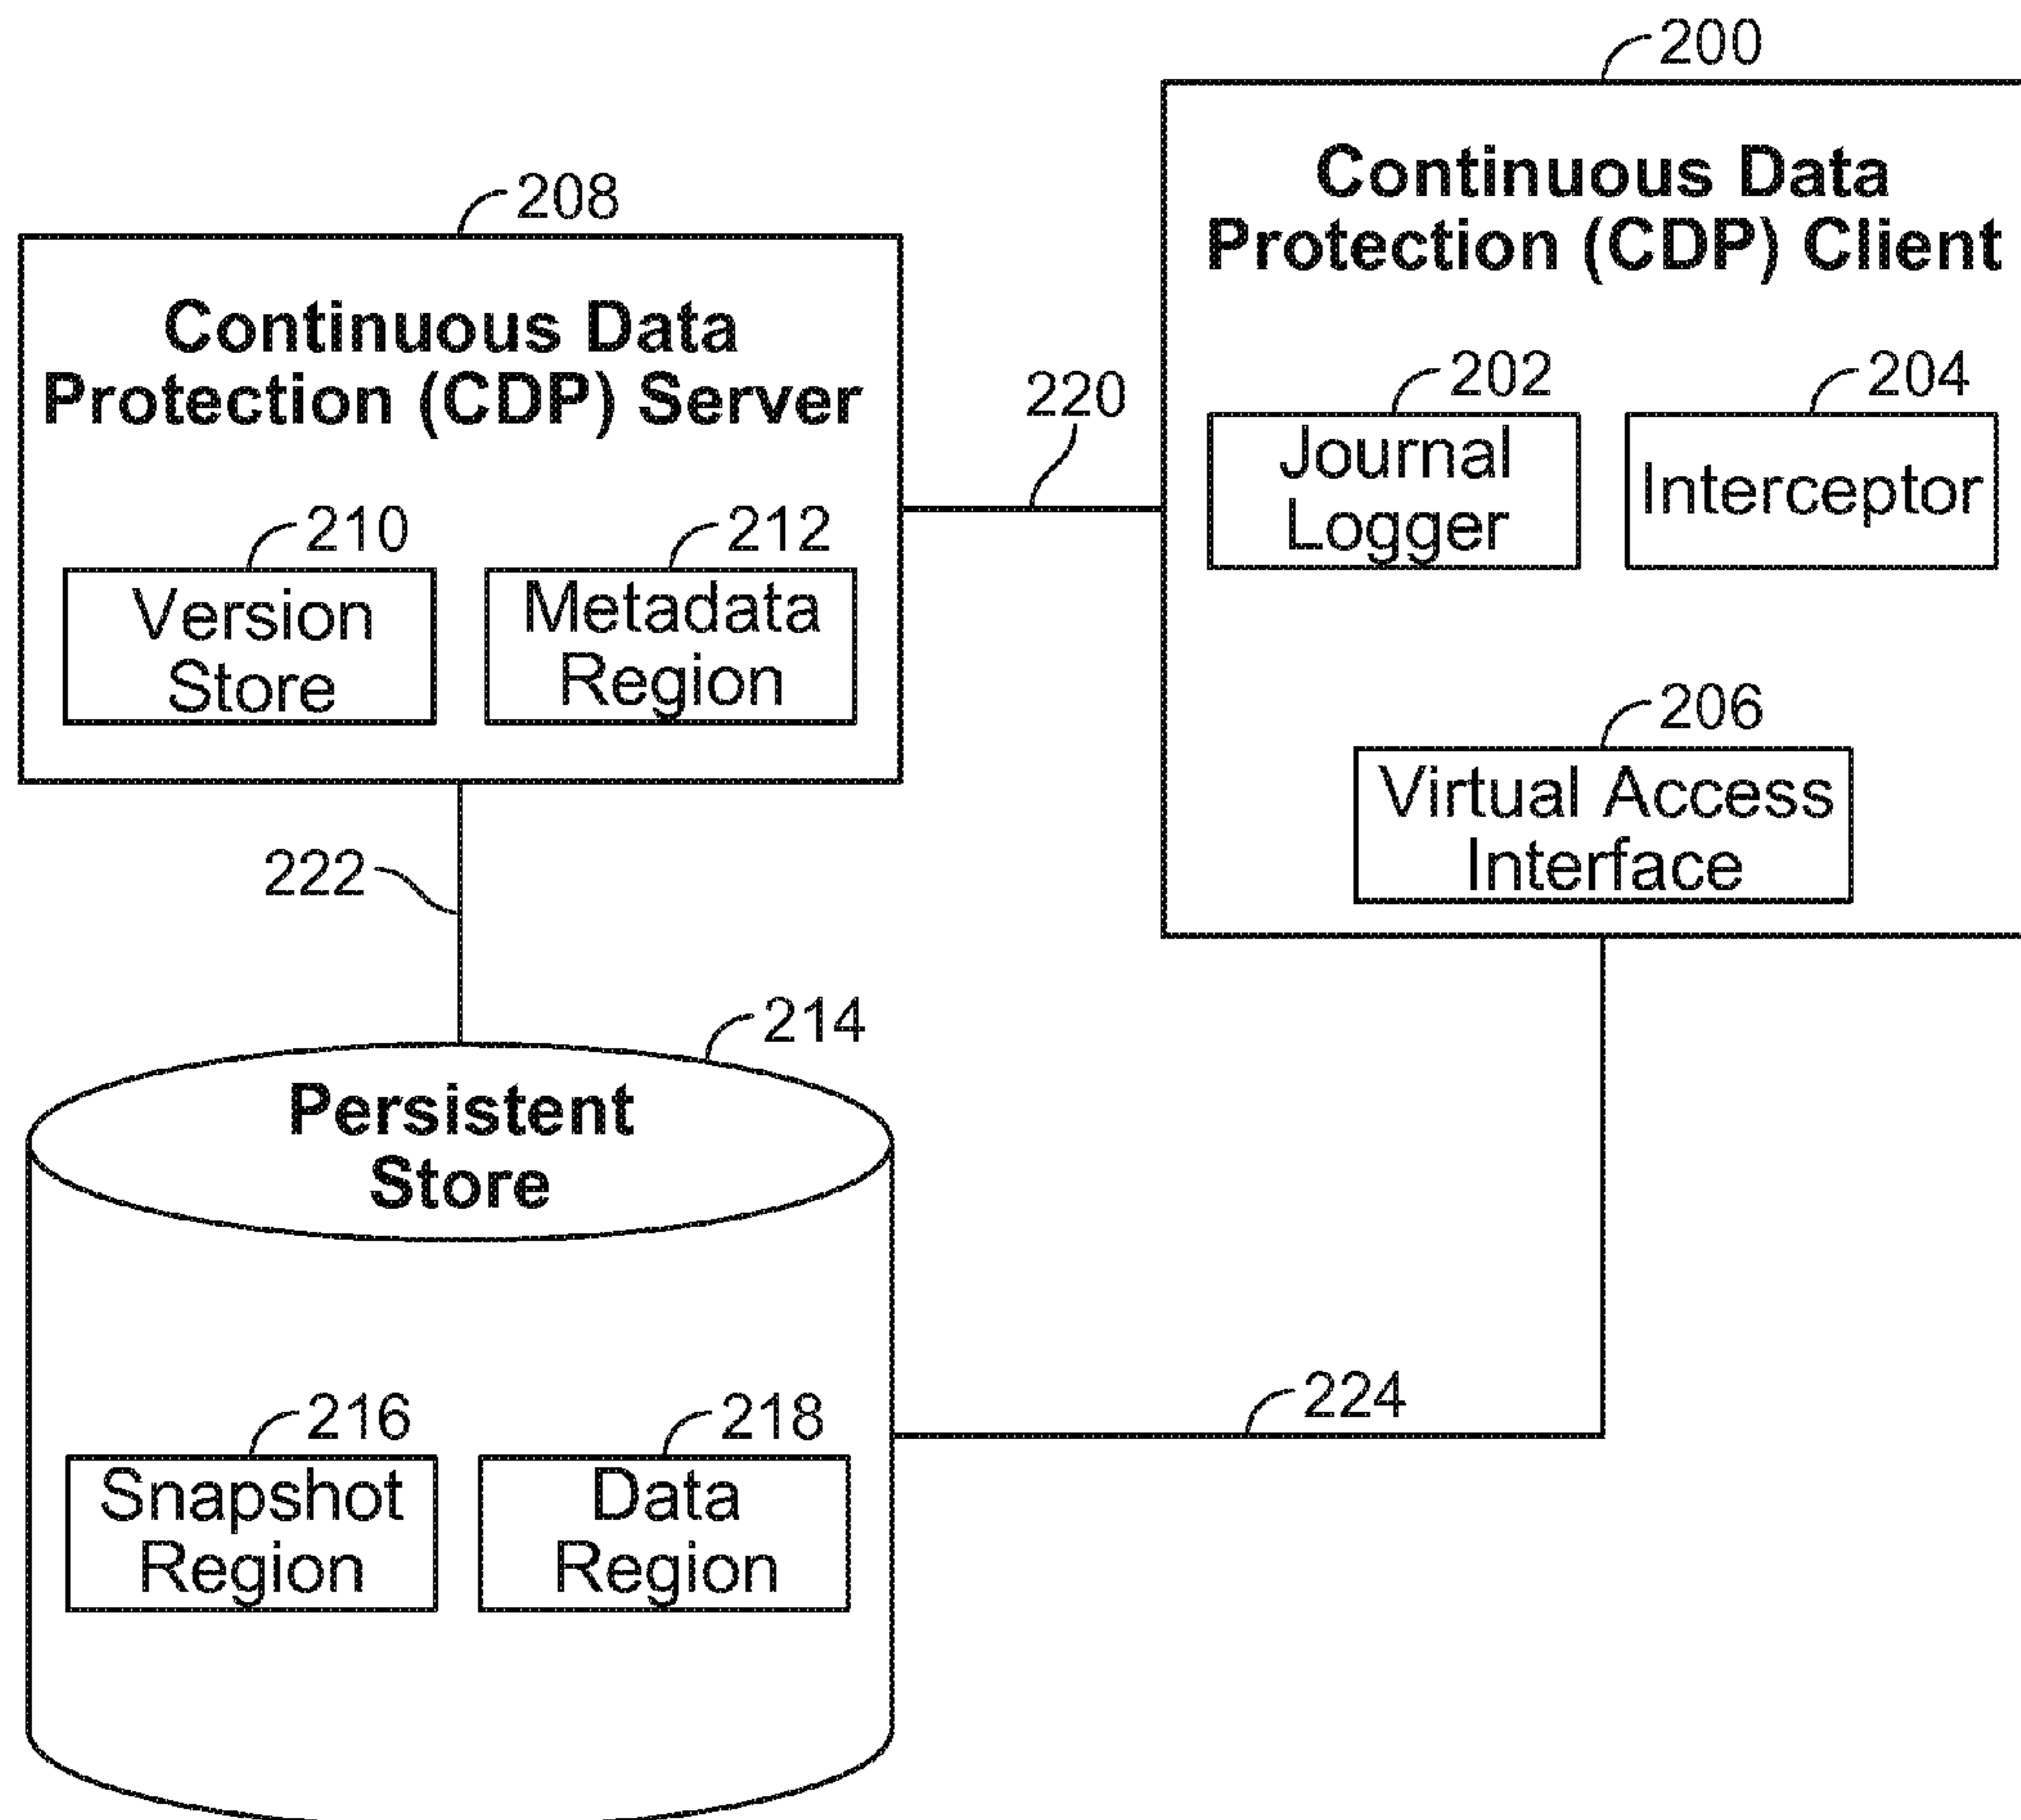 200
Continuous Data
Protection (CDP) Client
202
Journal
Logger
204
Interceptor
206
Virtual Access
Interface
208
Continuous Data
Protection (CDP) Server
210
Version
Store
212
Metadata
Region
220
222
214
Persistent
Store
216
Snapshot
Region
218
Data
Region
224